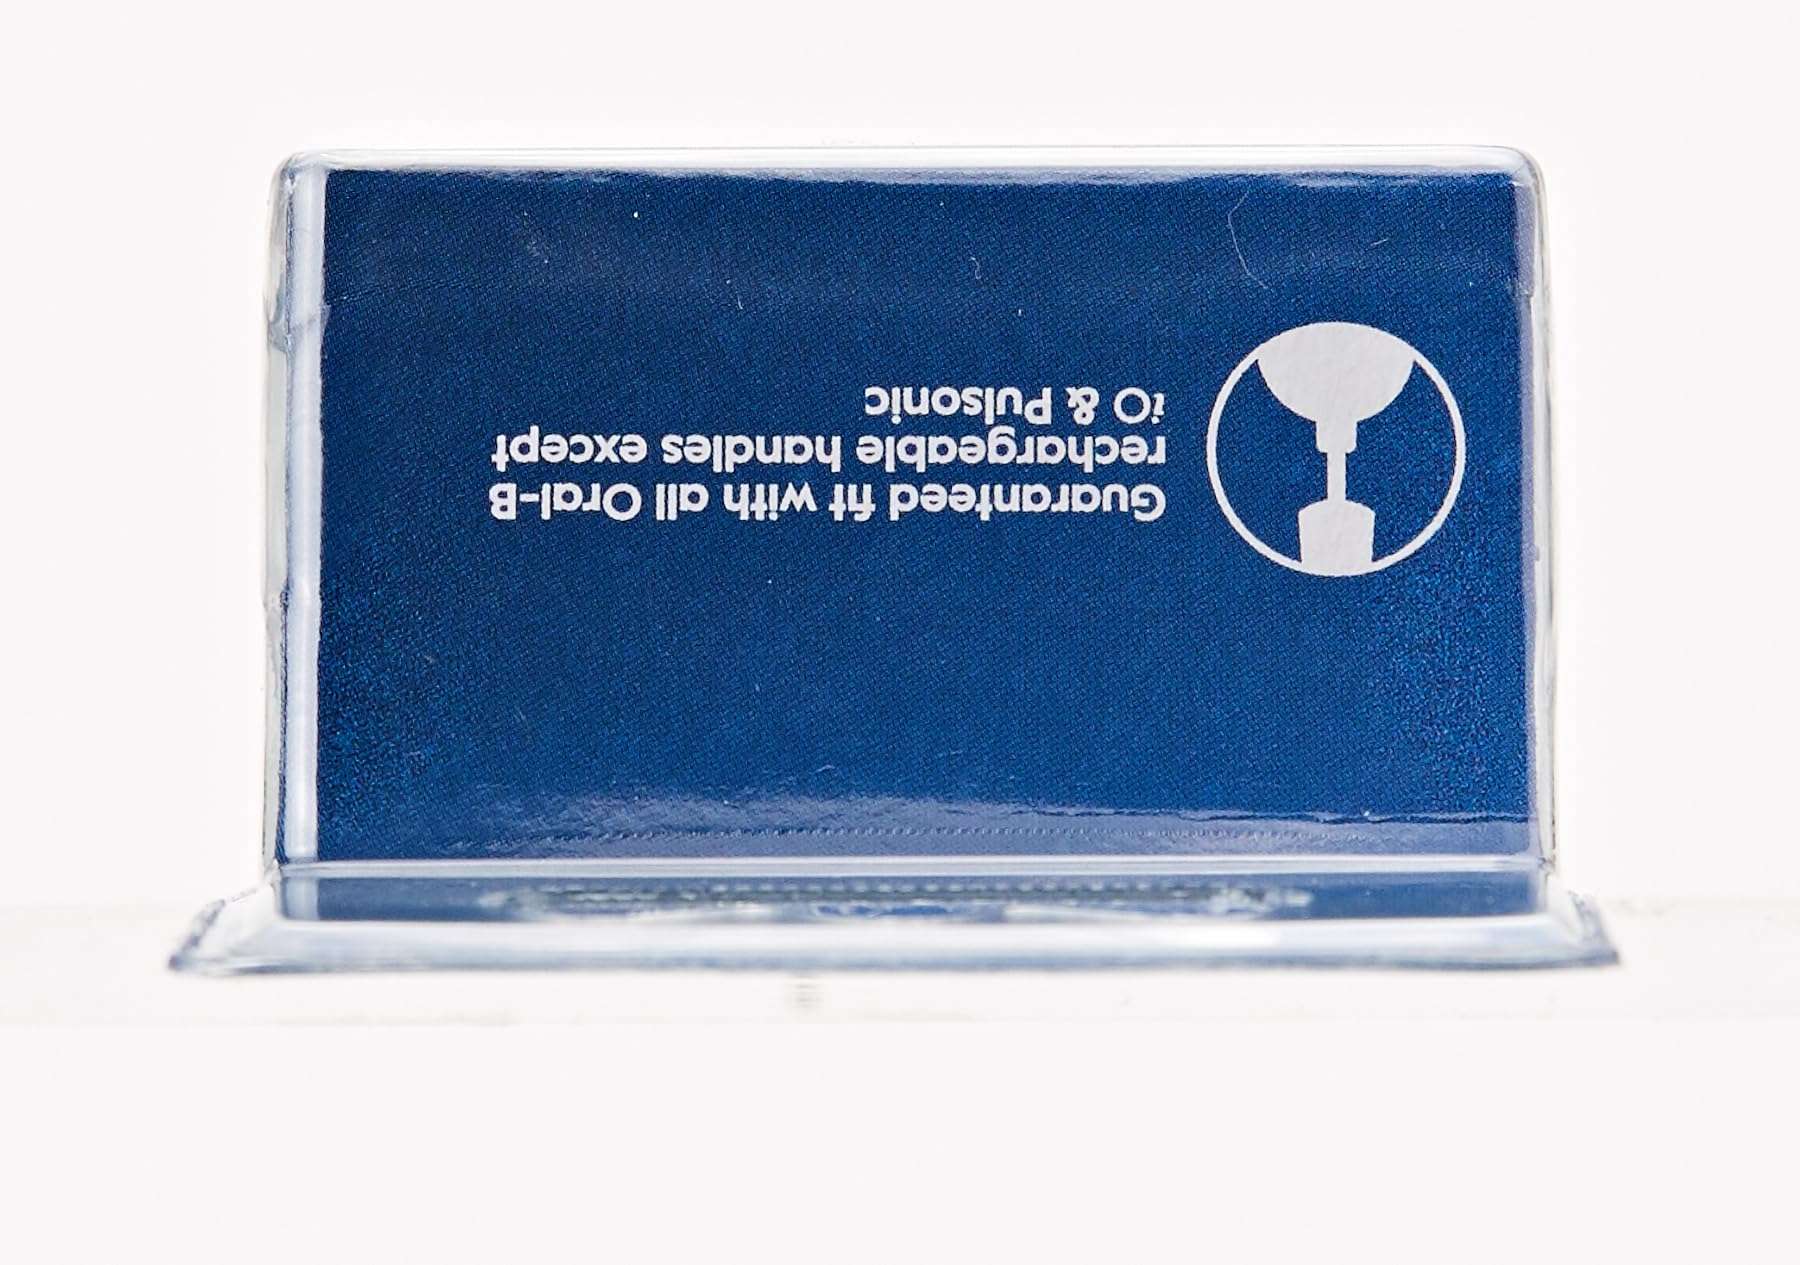 Guaranteed fit with all Oral-B
rechargeable handles except
iO & Pulsonic